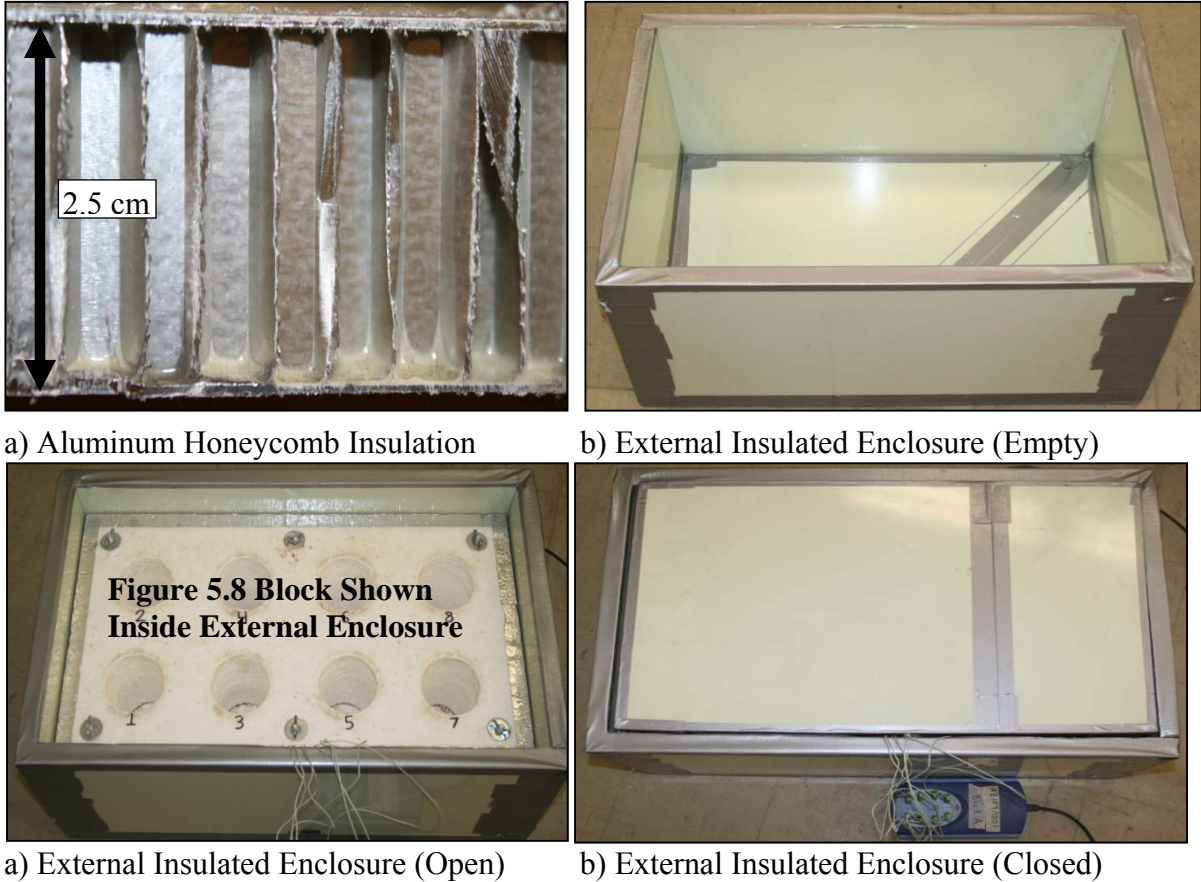 2.5 cm
a) Aluminum Honeycomb Insulation
b) External Insulated Enclosure (Empty)
Figure 5.8 Block Shown
Inside External Enclosure
2 4 6 8
1 3 5 7
a) External Insulated Enclosure (Open)
b) External Insulated Enclosure (Closed)